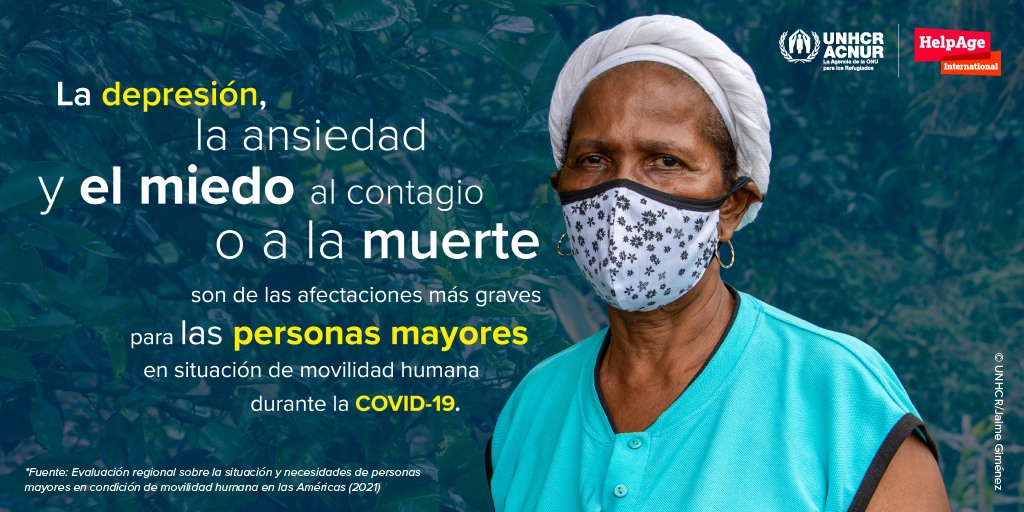 La depresión,
la ansiedad
y el miedo al contagio
o a la muerte
son de las afectaciones más graves
para las personas mayores
en situación de movilidad humana
durante la COVID-19.
*Fuente: Evaluación regional sobre la situación y necesidades de personas
mayores en condición de movilidad humana en las Américas (2021)
UNHCR
ACNUR
La Agencia de la ONU
para los Refugiados
HelpAge
International
© UNHCR/Jaime Giménez